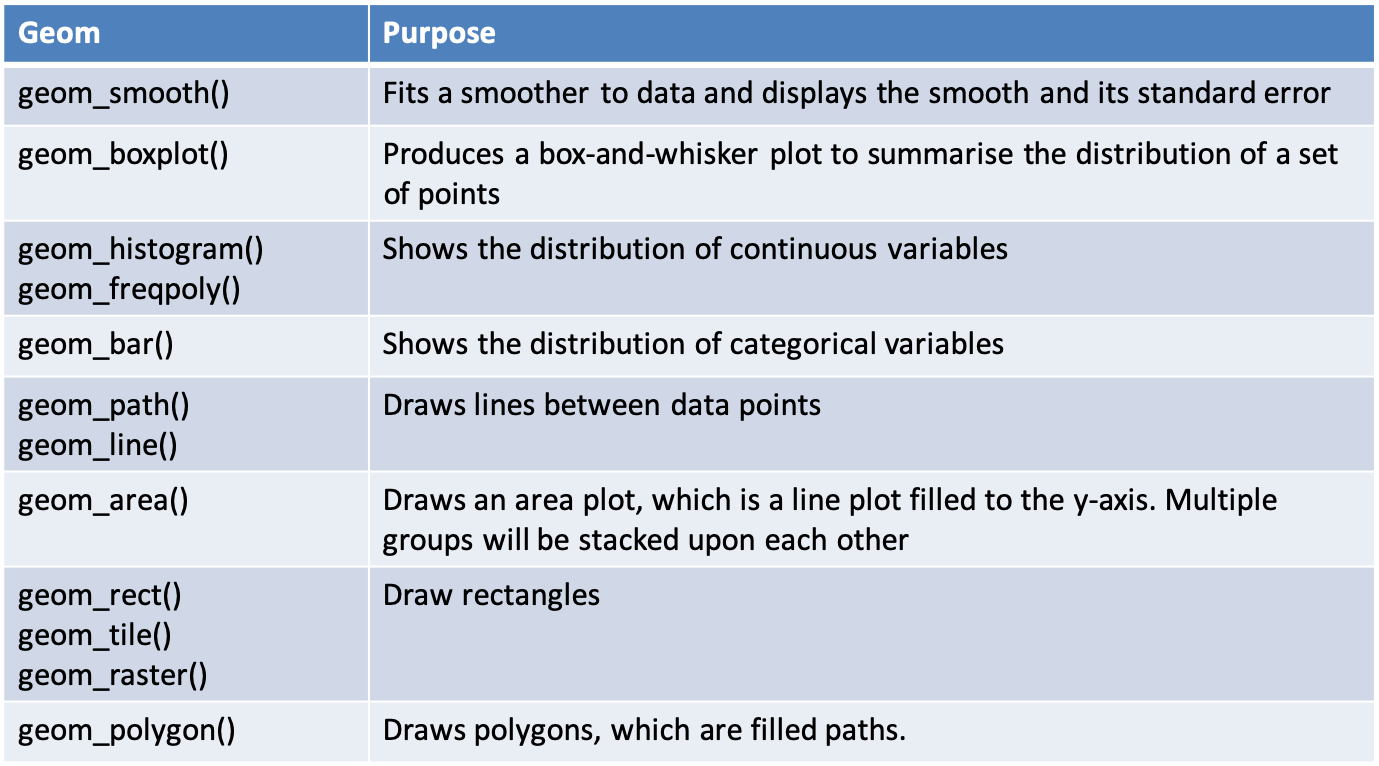 Geom Purpose
geom_smooth() Fits a smoother to data and displays the smooth and its standard error
geom_boxplot() Produces a box-and-whisker plot to summarise the distribution of a set
of points
geom_histogram() Shows the distribution of continuous variables
geom_freqpoly()
geom_bar() Shows the distribution of categorical variables
geom_path() Draws lines between data points
geom_line()
geom_area() Draws an area plot, which is a line plot filled to the y-axis. Multiple
groups will be stacked upon each other
geom_rect() Draw rectangles
geom_tile()
geom_raster()
geom_polygon() Draws polygons, which are filled paths.